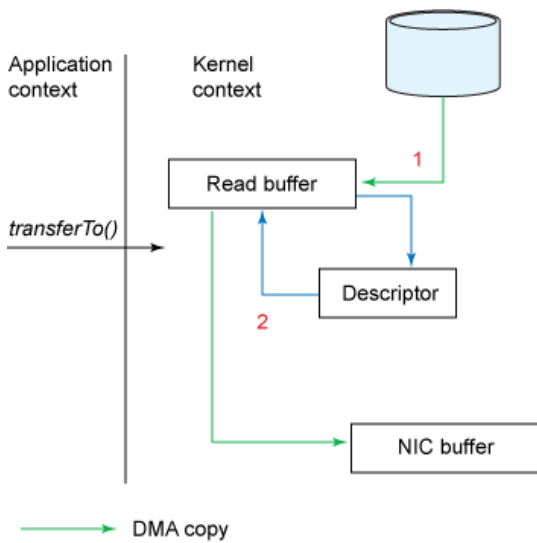 Application
context
Kernel
context
1
Read buffer
transferTo()
Descriptor
2
NIC buffer
DMA copy